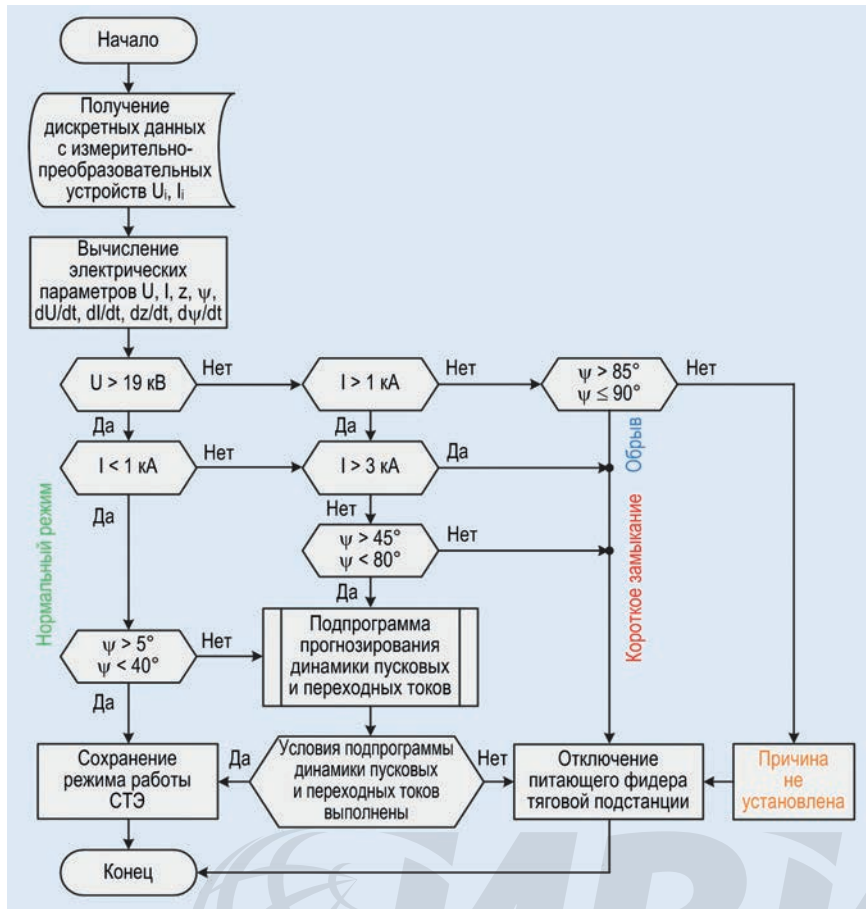 Начало
Получение
дискретных данных
с измерительно-
преобразовательных
устройств Ui, Ii
Вычисление
электрических
параметров U, I, z, ψ,
dU/dt, dI/dt, dz/dt, dψ/dt
U > 19 кВ
Нет
I > 1 кА
Нет
ψ > 85°
ψ ≤ 90°
Нет
Да
Да
I < 1 кА
Нет
I > 3 кА
Да
Обрыв
Да
Нет
ψ > 45°
ψ < 80°
Нет
Да
Нормальный режим
Короткое замыкание
ψ > 5°
ψ < 40°
Нет
Подпрограмма
прогнозирования
динамики пусковых
и переходных токов
Да
Сохранение
режима работы
СТЭ
Да
Условия подпрограммы
динамики пусковых
и переходных токов
выполнены
Нет
Отключение
питающего фидера
тяговой подстанции
Причина
не
установлена
Конец